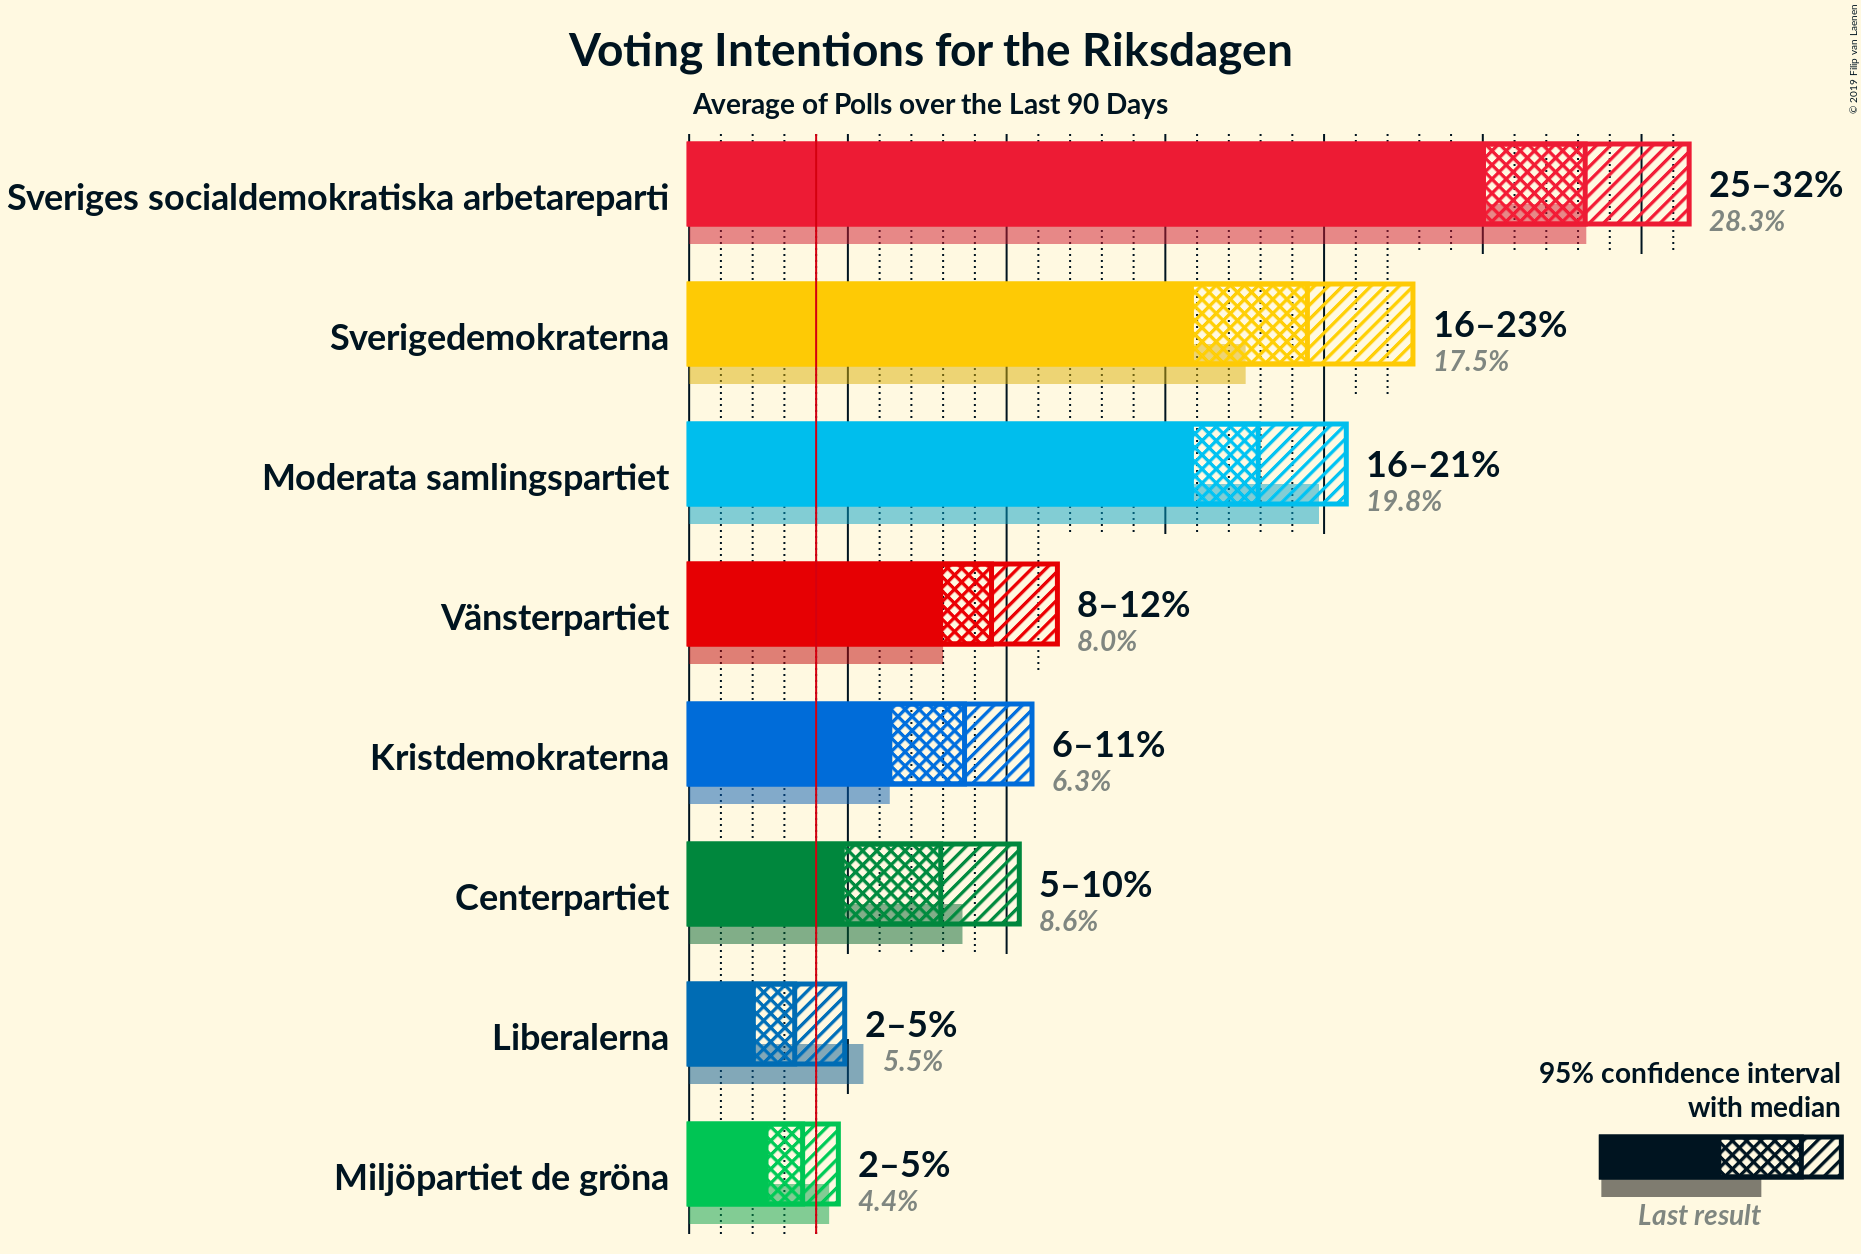 Voting Intentions for the Riksdagen
Average of Polls over the Last 90 Days
© 2019 Filip van Laenen
Sveriges socialdemokratiska arbetareparti
25–32%
28.3%
Sverigedemokraterna
16–23%
17.5%
Moderata samlingspartiet
16–21%
19.8%
Vänsterpartiet
8–12%
8.0%
Kristdemokraterna
6–11%
6.3%
Centerpartiet
5–10%
8.6%
Liberalerna
2–5%
5.5%
Miljöpartiet de gröna
2–5%
4.4%
95% confidence interval
with median
Last result